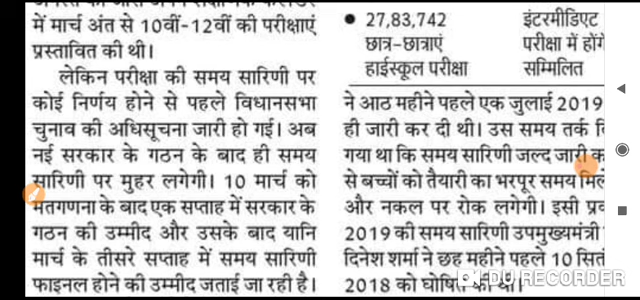 में मार्च अंत से 10वीं-12वीं की परीक्षाएं
प्रस्तावित की थी।
लेकिन परीक्षा की समय सारिणी पर
कोई निर्णय होने से पहले विधानसभा
चुनाव की अधिसूचना जारी हो गई। अब
नई सरकार के गठन के बाद ही समय
सारिणी पर मुहर लगेगी। 10 मार्च को
मतगणना के बाद एक सप्ताह में सरकार के
गठन की उम्मीद और उसके बाद यानि
मार्च के तीसरे सप्ताह में समय सारिणी
फाइनल होने की उम्मीद जताई जा रही है।
• 27,83,742
छात्र-छात्राएं
हाईस्कूल परीक्षा
इंटरमीडिएट
परीक्षा में होंगे
सम्मिलित
ने आठ महीने पहले एक जुलाई 2019
ही जारी कर दी थी। उस समय तर्क
गया था कि समय सारिणी जल्द जारी
से बच्चों को तैयारी का भरपूर समय
और नकल पर रोक लगेगी। इसी
2019 की समय सारिणी उपमुख्यमंत्री
दिनेश शर्मा ने छह महीने पहले 10
2018 को घोषित की थी।
DU RECORDER